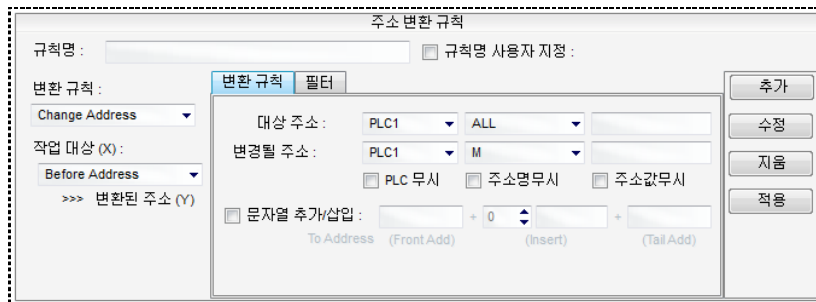 주소 변환 규칙
규칙명 : 규칙명 사용자 지정 :
변환 규칙 : 변환 규칙 필터 추가
Change Address 대상 주소 : PLC1 ALL 수정
작업 대상 (X) : 변경될 주소 : PLC1 M 지움
Before Address PLC 무시 주소명무시 주소값무시
>>> 변환된 주소 (Y) 적용
문자열 추가/삽입 : + 0 +
To Address (Front Add) (Insert) (Tail Add)